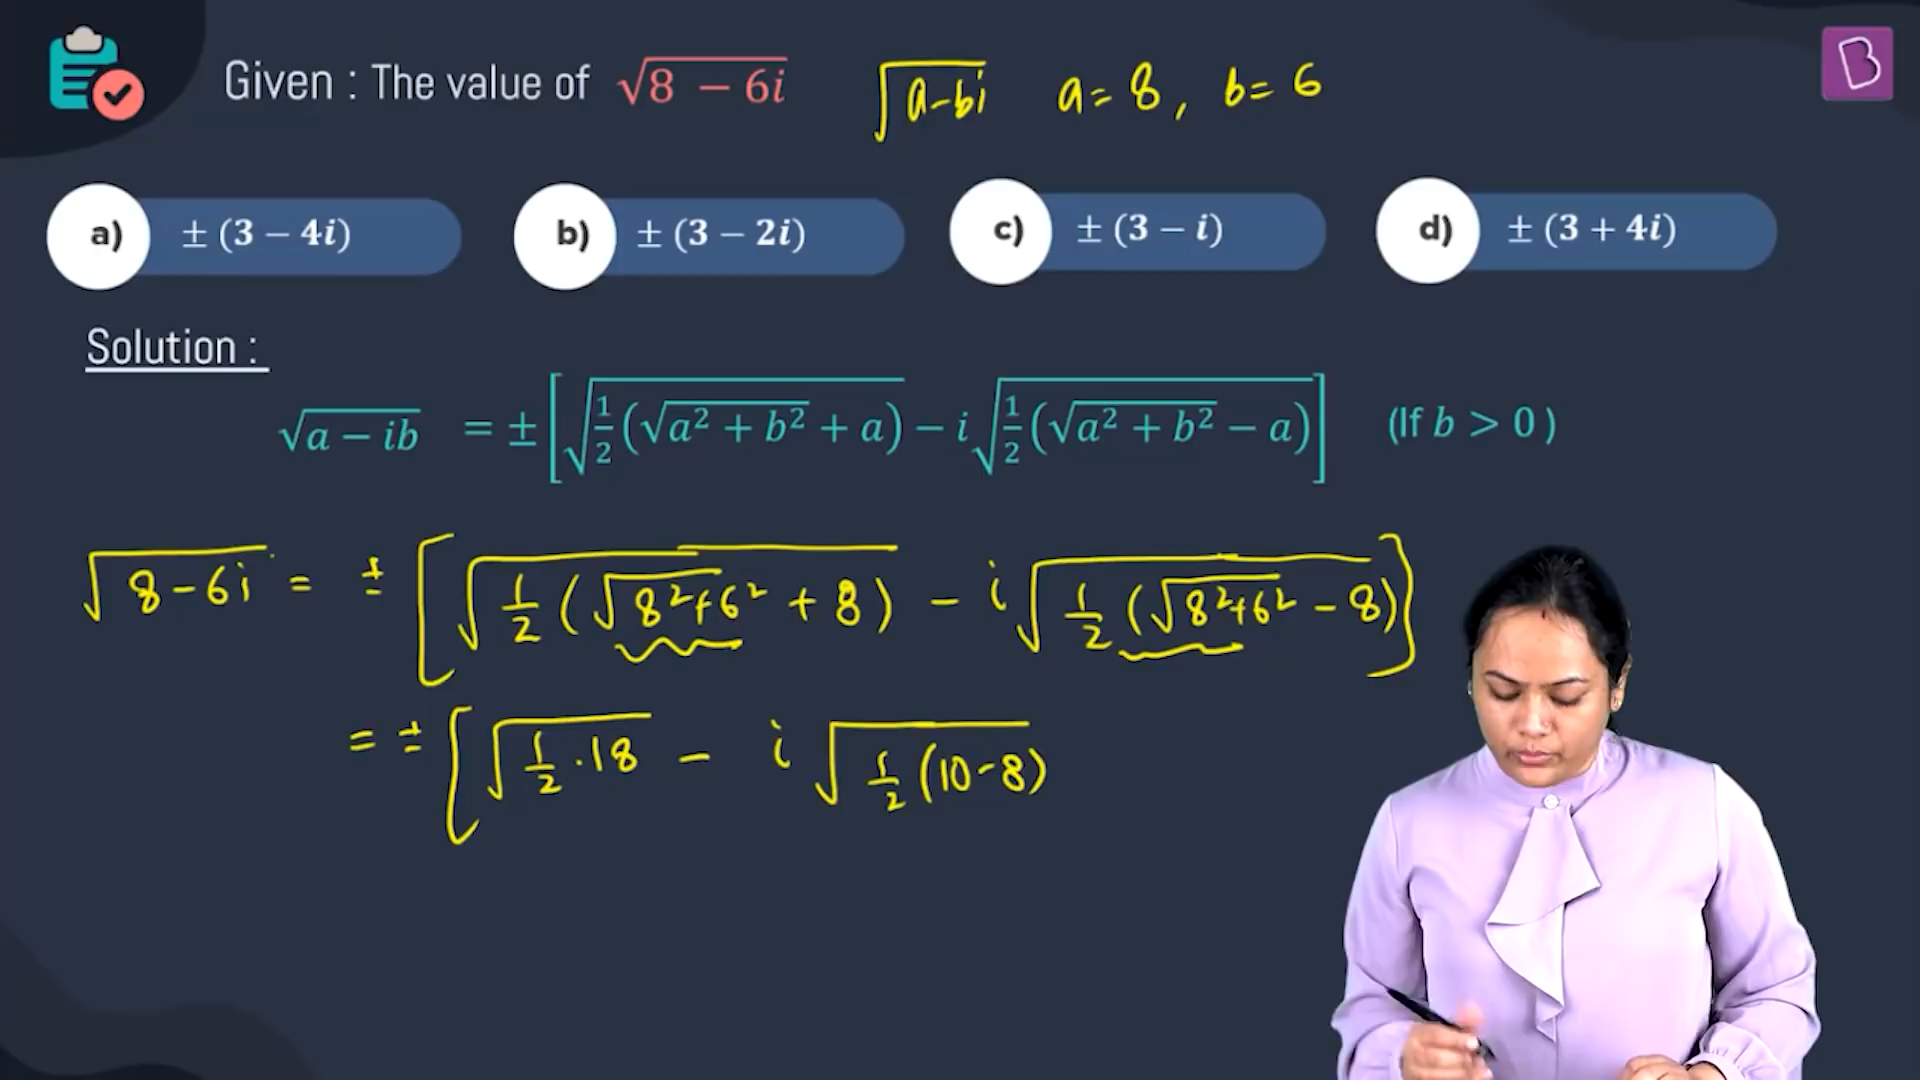 Given : The value of √8 − 6i √a-bi a= 8, b= 6
a) ± (3 − 4i) b) ± (3 − 2i) c) ± (3 − i) d) ± (3 + 4i)
Solution :
√a − ib = ± [√1/2 (√a² + b² + a) − i √1/2 (√a² + b² − a)] (If b > 0 )
√8-6i = ± [√1/2 (√8²+6² + 8) - i √1/2 (√8²+6² - 8)]
= ± [√1/2 · 18 - i √1/2 (10-8)
B